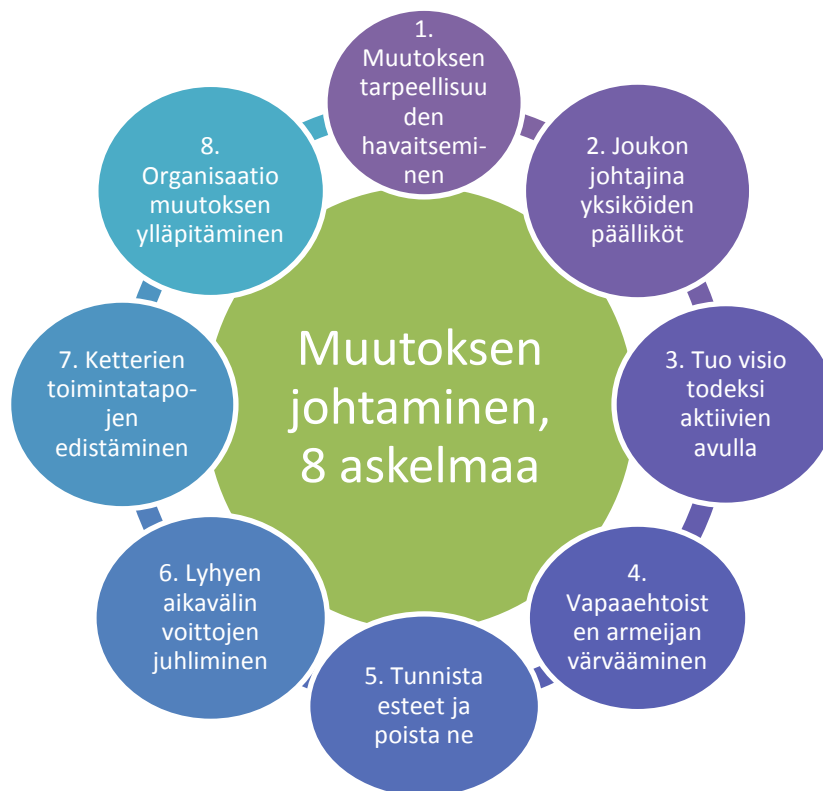 1.
Muutoksen
tarpeellisuu
den
havaitsemi-
nen
2. Joukon
johtajina
yksiköiden
päälliköt
3. Tuo visio
todeksi
aktiivien
avulla
4.
Vapaaehtoist
en armeijan
värvääminen
5. Tunnista
esteet ja
poista ne
6. Lyhyen
aikavälin
voittojen
juhliminen
7. Ketterien
toimintatapo-
jen
edistäminen
8.
Organisaatio
muutoksen
ylläpitäminen
Muutoksen
johtaminen,
8 askelmaa